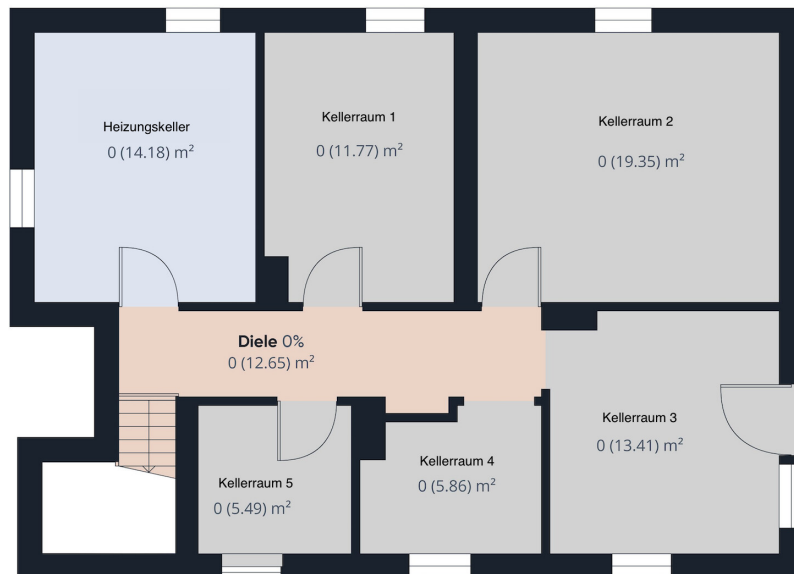 Heizungskeller
0 (14.18) m²
Kellerraum 1
0 (11.77) m²
Kellerraum 2
0 (19.35) m²
Diele 0%
0 (12.65) m²
Kellerraum 3
0 (13.41) m²
Kellerraum 4
0 (5.86) m²
Kellerraum 5
0 (5.49) m²